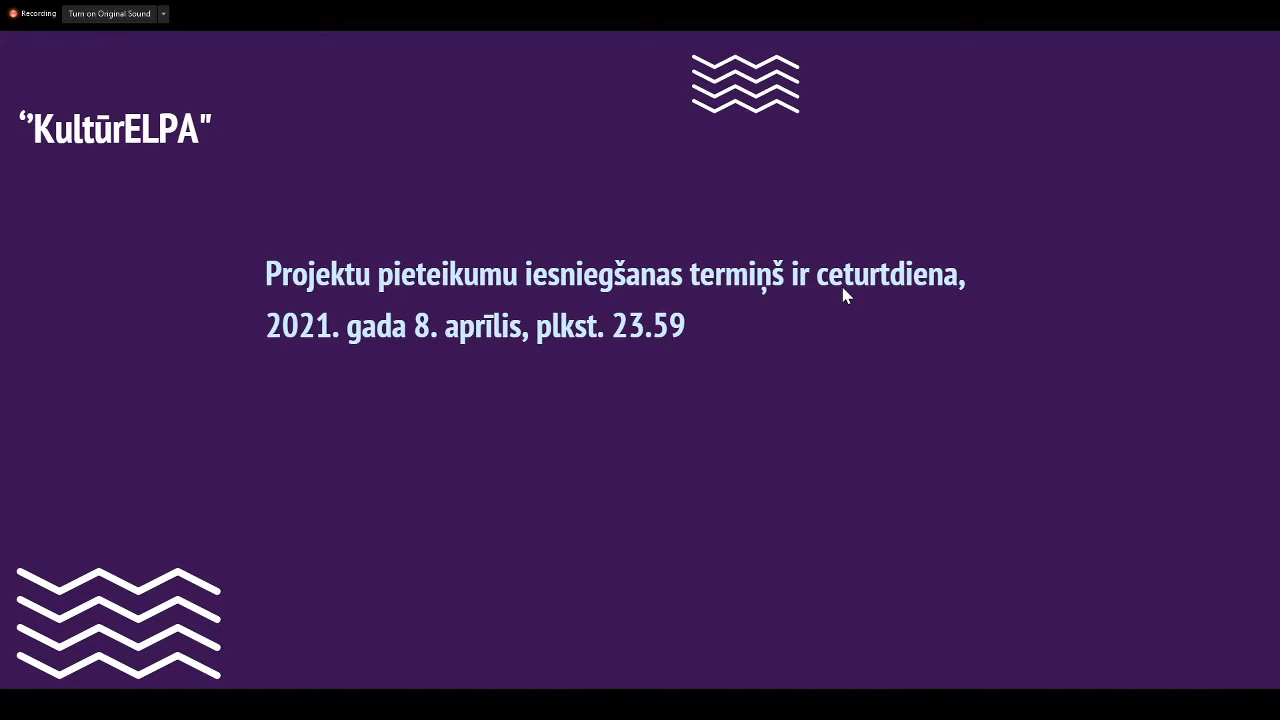 Recording
Turn on Original Sound
‘’KultūrELPA"
Projektu pieteikumu iesniegšanas termiņš ir ceturtdiena,
2021. gada 8. aprīlis, plkst. 23.59